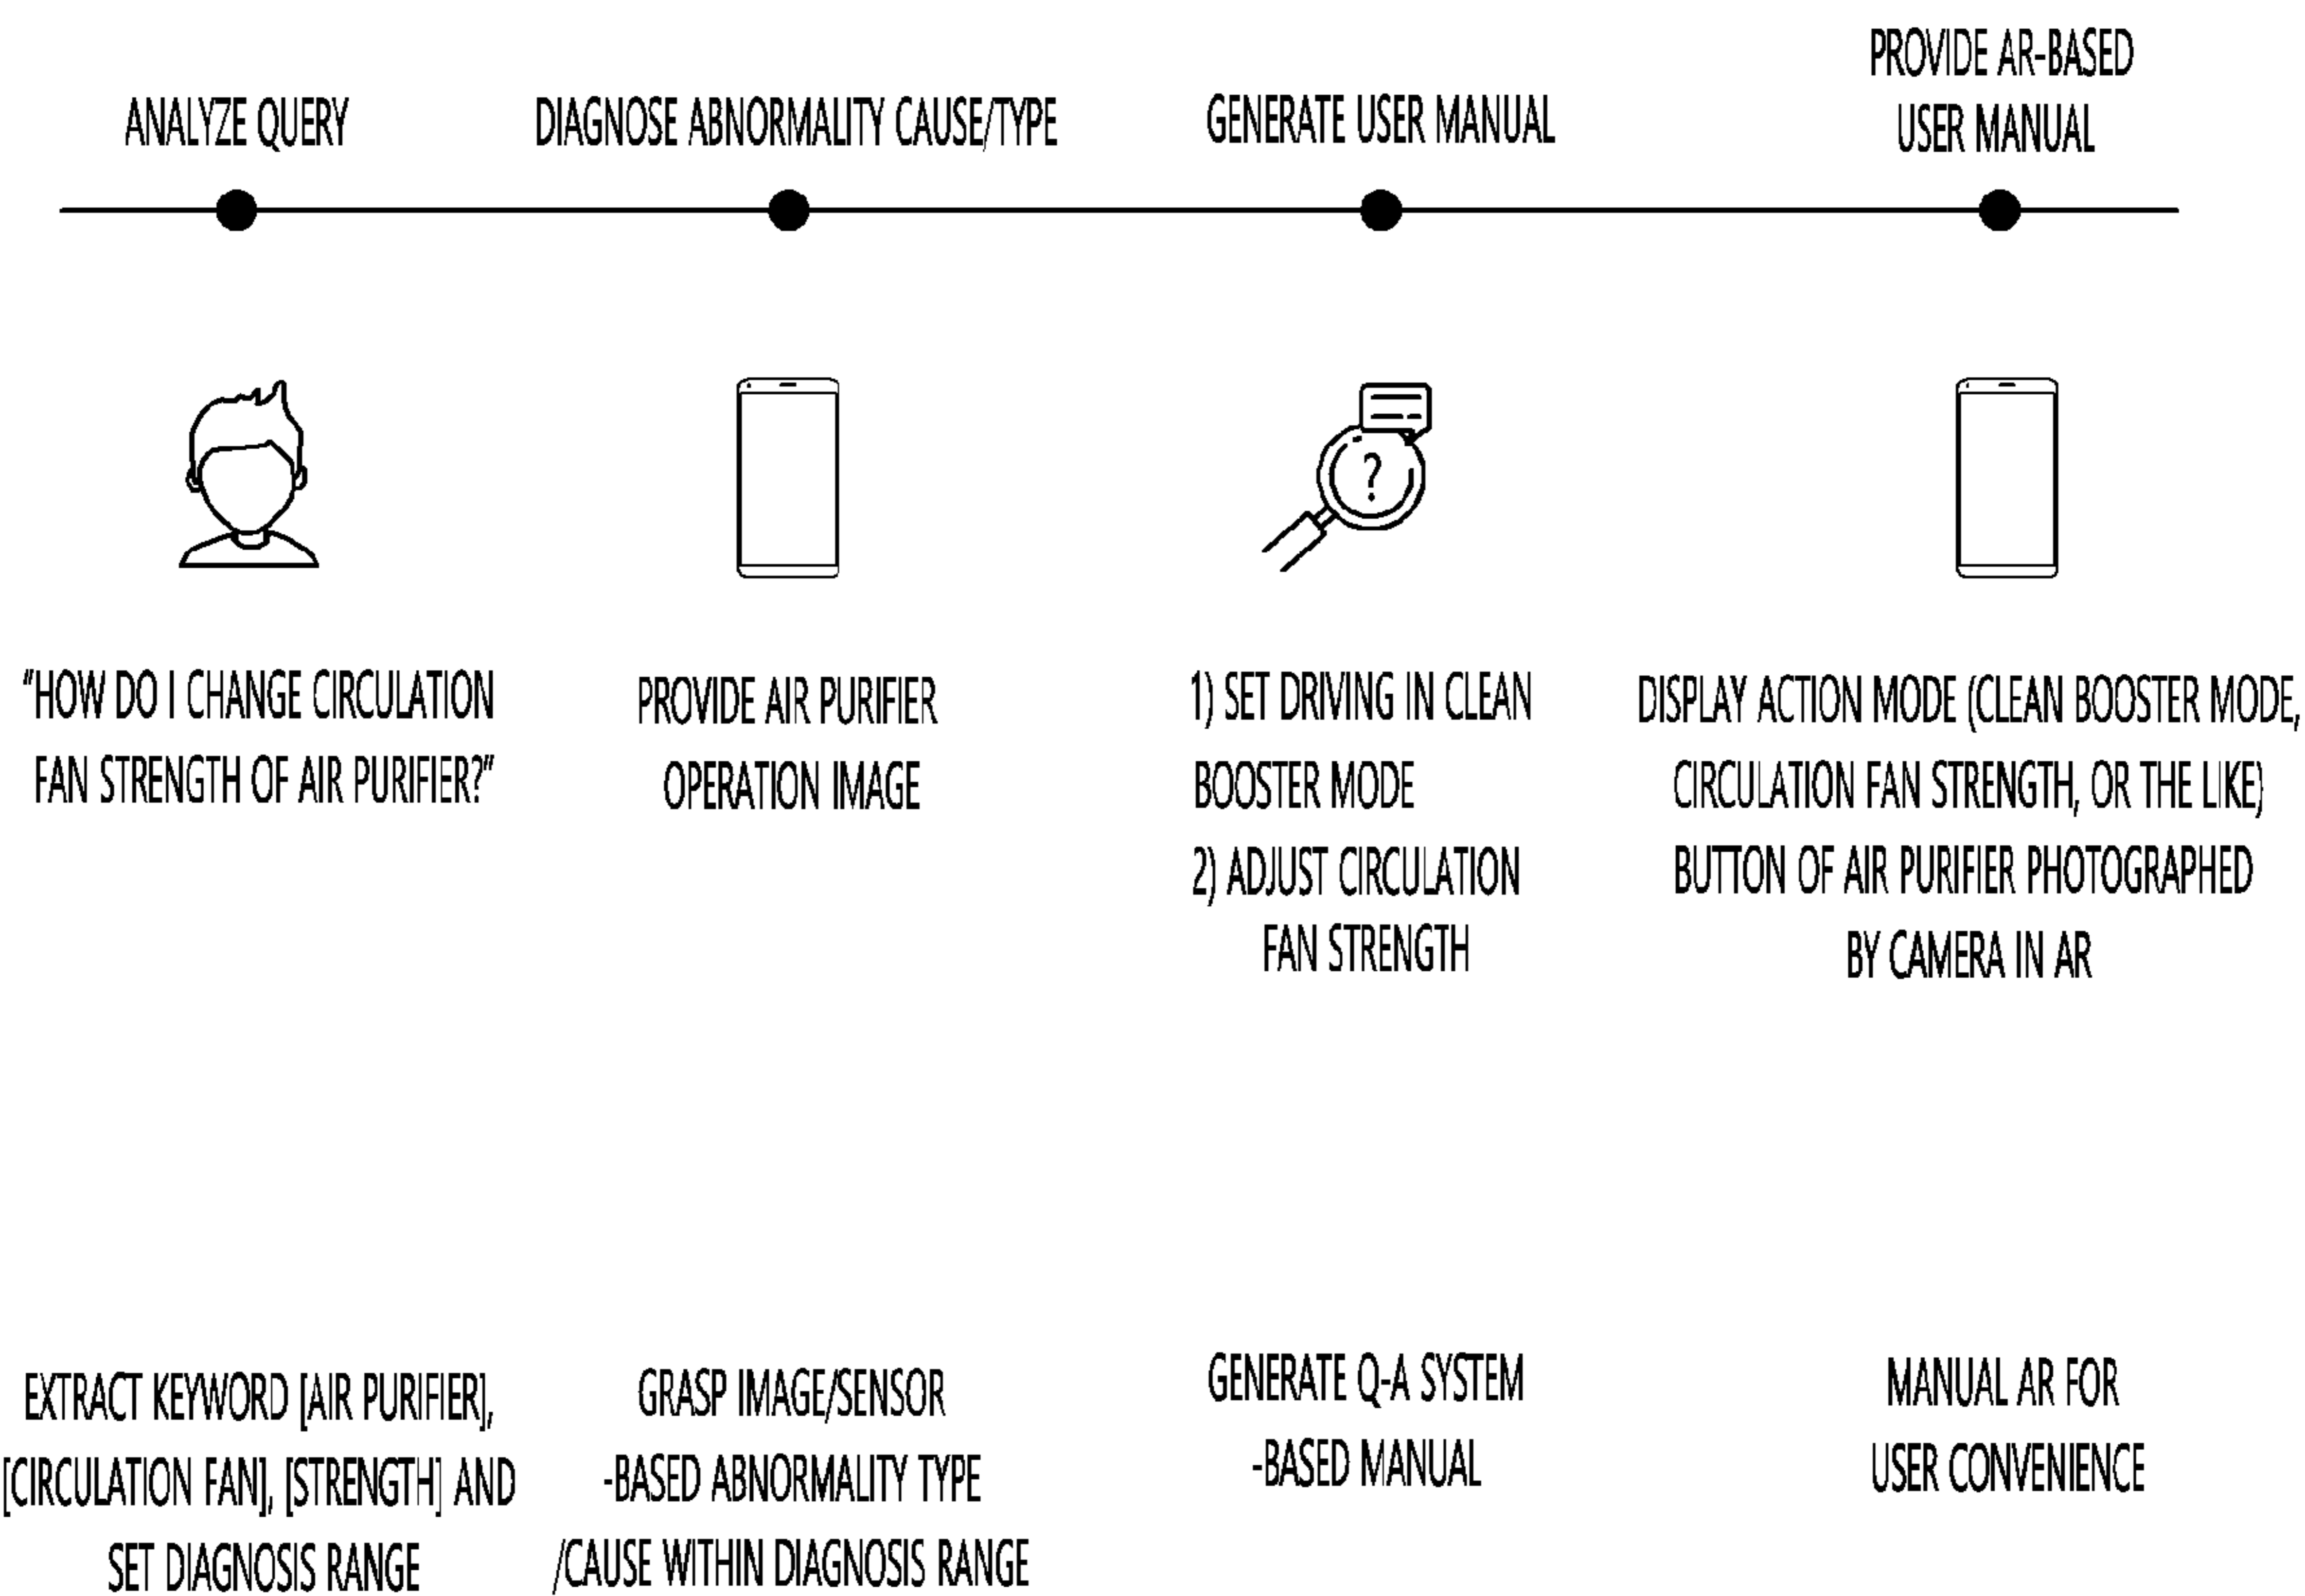 ANALYZE QUERY
DIAGNOSE ABNORMALITY CAUSE/TYPE
GENERATE USER MANUAL
PROVIDE AR-BASED
USER MANUAL
?
"HOW DO I CHANGE CIRCULATION
FAN STRENGTH OF AIR PURIFIER?"
PROVIDE AIR PURIFIER
OPERATION IMAGE
1) SET DRIVING IN CLEAN
BOOSTER MODE
2) ADJUST CIRCULATION
FAN STRENGTH
DISPLAY ACTION MODE (CLEAN BOOSTER MODE,
CIRCULATION FAN STRENGTH, OR THE LIKE)
BUTTON OF AIR PURIFIER PHOTOGRAPHED
BY CAMERA IN AR
EXTRACT KEYWORD [AIR PURIFIER],
[CIRCULATION FAN], [STRENGTH] AND
SET DIAGNOSIS RANGE
GRASP IMAGE/SENSOR
-BASED ABNORMALITY TYPE
/CAUSE WITHIN DIAGNOSIS RANGE
GENERATE Q-A SYSTEM
-BASED MANUAL
MANUAL AR FOR
USER CONVENIENCE